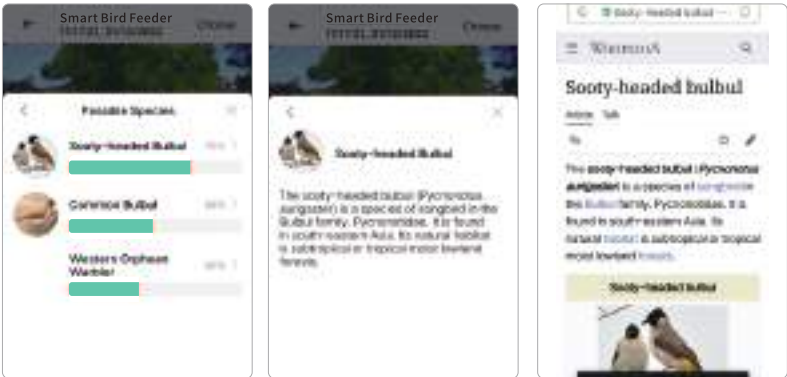 Smart Bird Feeder
Possible Species
Sooty-headed Bulbul
Common Bulbul
Western Orphean
Warbler
Smart Bird Feeder
Sooty-headed Bulbul
The sooty-headed bulbul (Pycnonotus
aurigaster) is a species of songbird in the
Bulbul family, Pycnonotidae. It is found
in south-eastern Asia. Its natural habitat
is subtropical or tropical moist lowland
forests.
Sooty-headed bulbul
Article Talk
The sooty-headed bulbul (Pycnonotus
aurigaster) is a species of songbird in
the Bulbul family, Pycnonotidae. It is
found in south-eastern Asia. Its
natural habitat is subtropical or tropical
moist lowland forests.
Sooty-headed bulbul